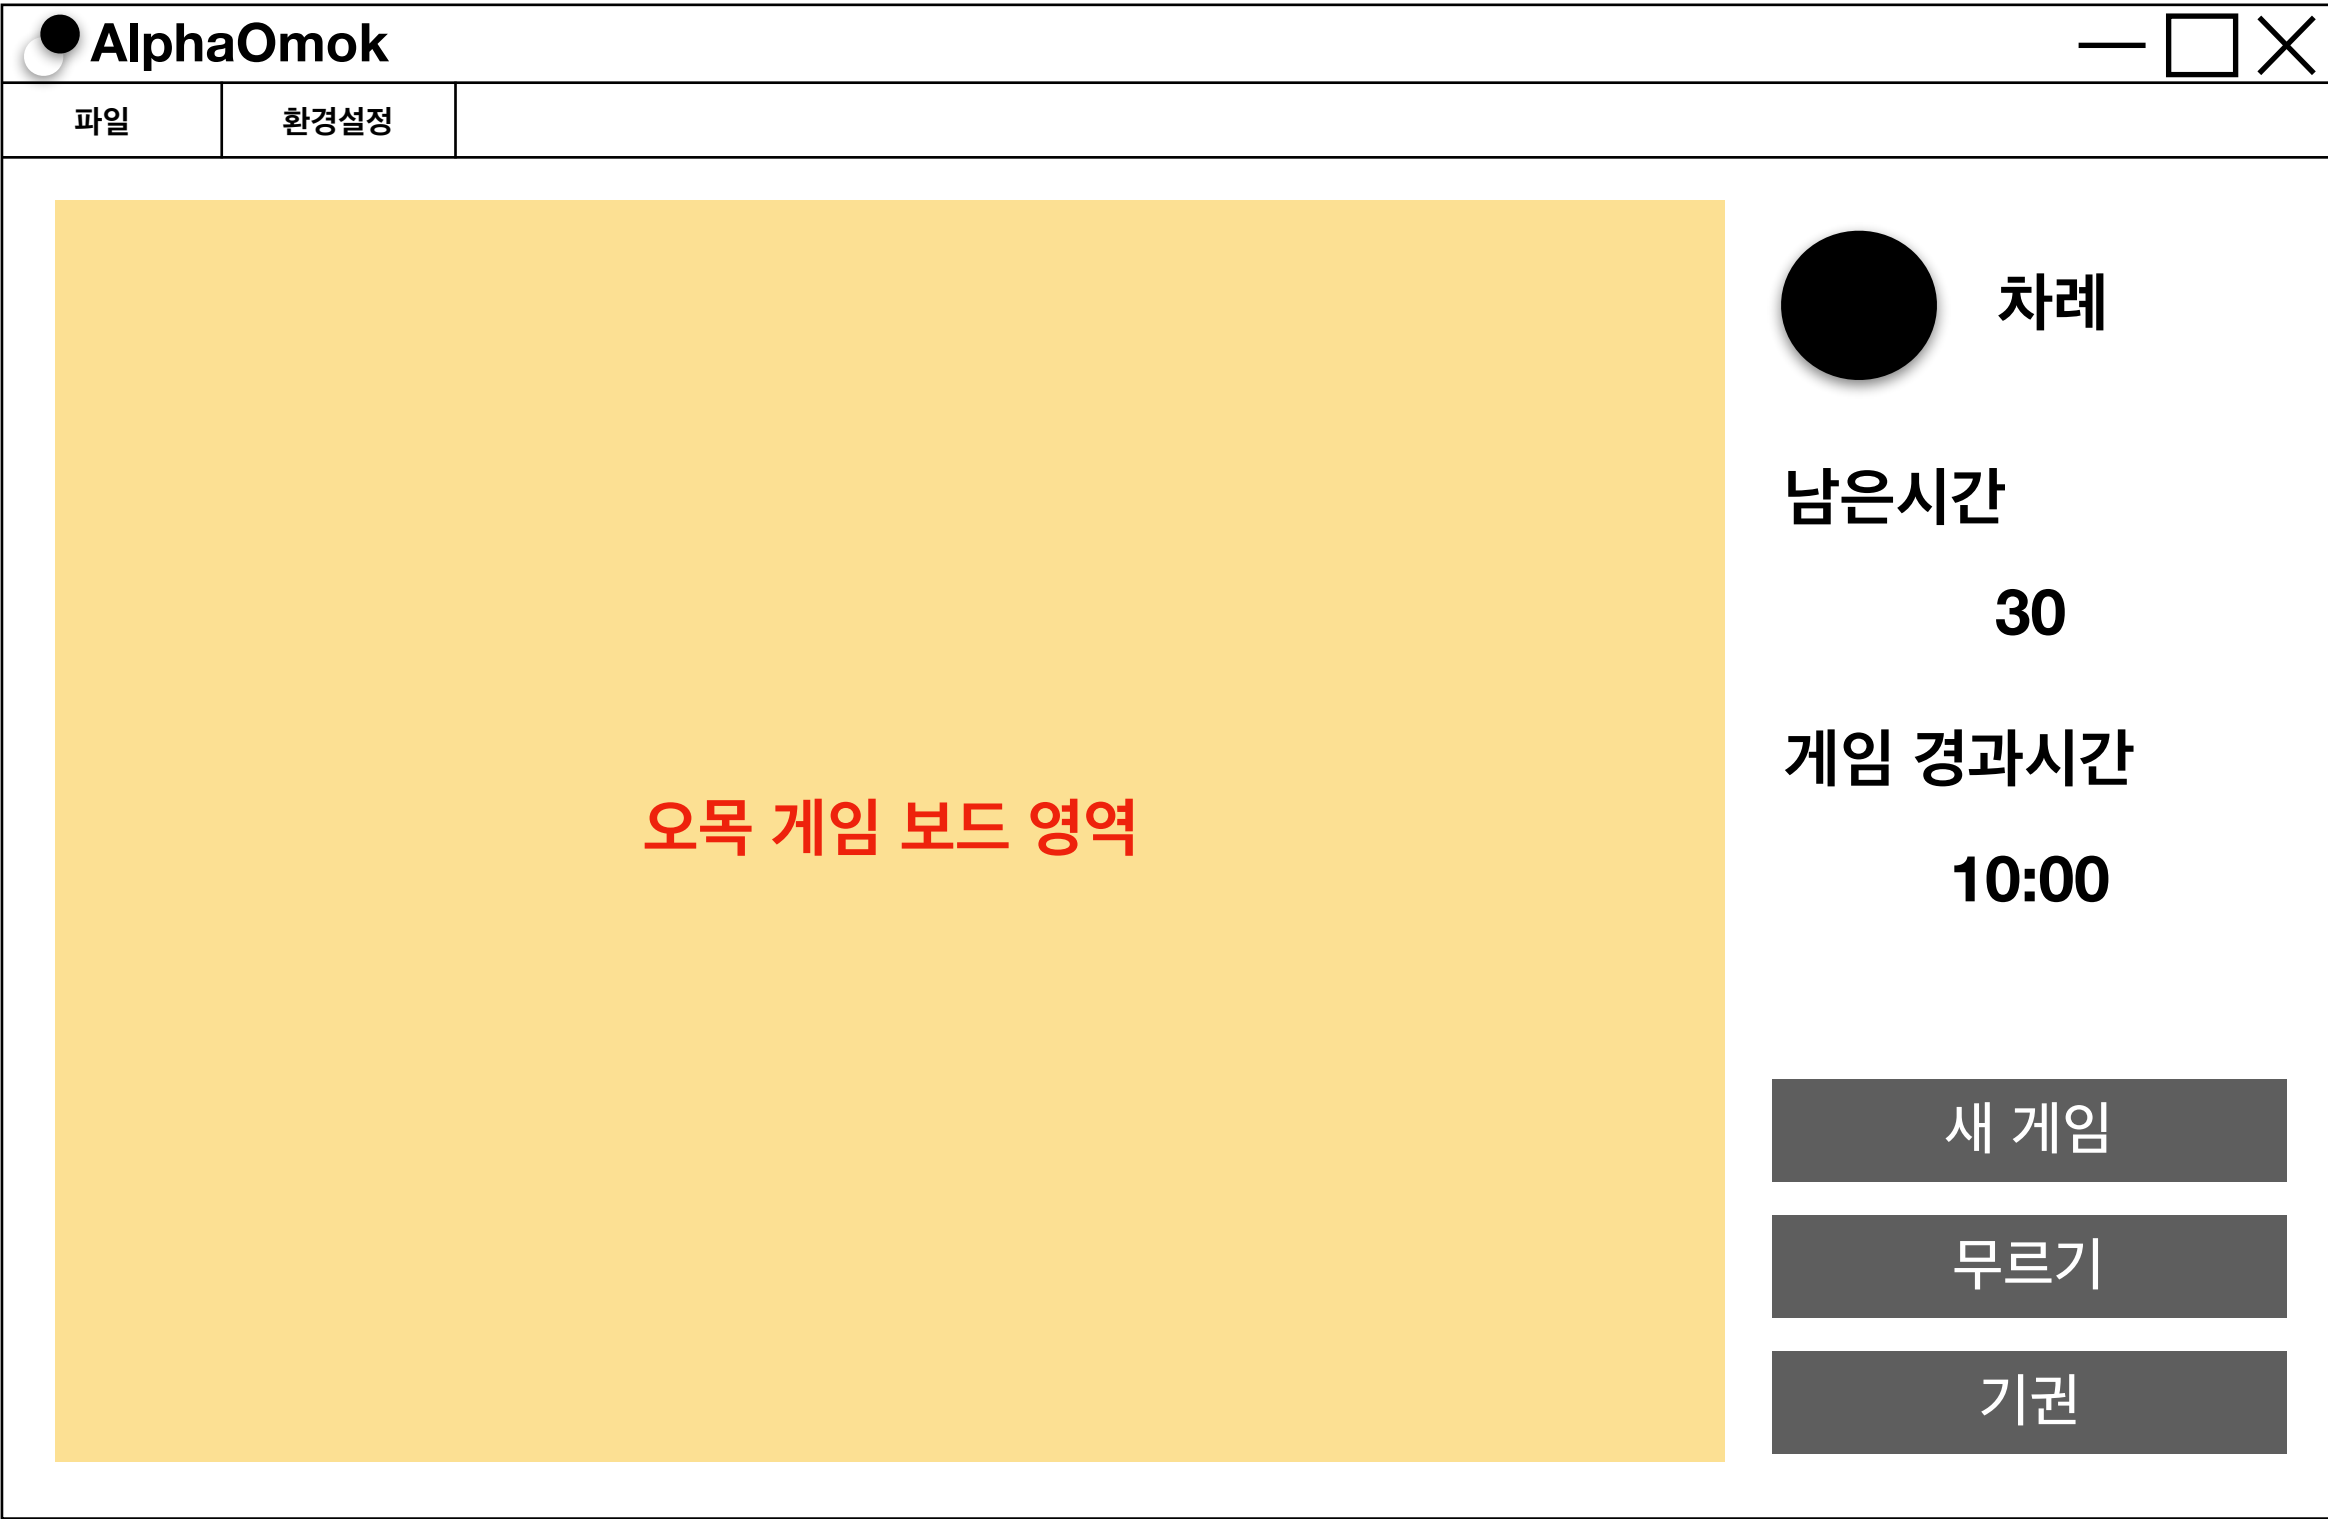 AlphaOmok
파일 환경설정
차례
남은시간
30
게임 경과시간
10:00
오목 게임 보드 영역
새 게임
무르기
기권